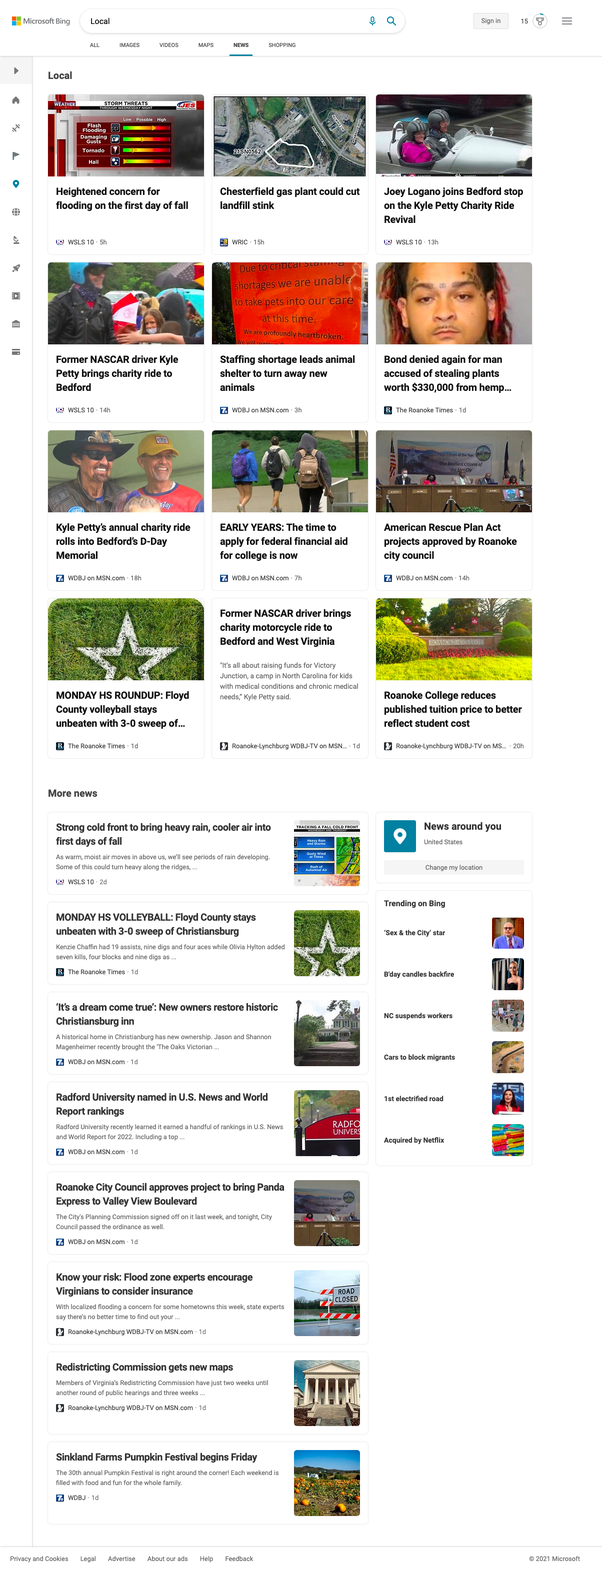 Microsoft Bing
Local
Sign in
15
ALL
IMAGES
VIDEOS
MAPS
NEWS
SHOPPING
Local
WEATHER
STORM THREATS
THROUGH WEDNESDAY NIGHT
Low Possible High
Flash Flooding
Damaging Gusts
Tornado
Hail
Heightened concern for
flooding on the first day of fall
WSLS 10 · 5h
Chesterfield gas plant could cut
landfill stink
WRIC · 15h
Joey Logano joins Bedford stop
on the Kyle Petty Charity Ride
Revival
WSLS 10 · 13h
Former NASCAR driver Kyle
Petty brings charity ride to
Bedford
WSLS 10 · 14h
Due to critical staffing
shortages we are unable
to take pets into our care
at this time.
We are profoundly heartbroken.
Staffing shortage leads animal
shelter to turn away new
animals
WDBJ on MSN.com · 3h
Bond denied again for man
accused of stealing plants
worth $330,000 from hemp...
The Roanoke Times · 1d
Kyle Petty's annual charity ride
rolls into Bedford's D-Day
Memorial
WDBJ on MSN.com · 18h
EARLY YEARS: The time to
apply for federal financial aid
for college is now
WDBJ on MSN.com · 7h
American Rescue Plan Act
projects approved by Roanoke
city council
WDBJ on MSN.com · 14h
MONDAY HS ROUNDUP: Floyd
County volleyball stays
unbeaten with 3-0 sweep of...
The Roanoke Times · 1d
Former NASCAR driver brings
charity motorcycle ride to
Bedford and West Virginia
"It's all about raising funds for Victory
Junction, a camp in North Carolina for kids
with medical conditions and chronic medical
needs," Kyle Petty said.
Roanoke-Lynchburg WDBJ-TV on MSN... · 1d
Roanoke College reduces
published tuition price to better
reflect student cost
Roanoke-Lynchburg WDBJ-TV on MS... · 20h
More news
Strong cold front to bring heavy rain, cooler air into
first days of fall
As warm, moist air moves in above us, we'll see periods of rain developing.
Some of this could turn heavy along the ridges, ...
WSLS 10 · 2d
TRACKING A FALL COLD FRONT
MONDAY HS VOLLEYBALL: Floyd County stays
unbeaten with 3-0 sweep of Christiansburg
Kenzie Chaffin had 19 assists, nine digs and four aces while Olivia Hylton added
seven kills, four blocks and nine digs as ...
The Roanoke Times · 1d
'It's a dream come true': New owners restore historic
Christiansburg inn
A historical home in Christianburg has new ownership. Jason and Shannon
Magenheimer recently brought the 'The Oaks Victorian ...
WDBJ on MSN.com · 1d
Radford University named in U.S. News and World
Report rankings
Radford University recently learned it earned a handful of rankings in U.S. News
and World Report for 2022. Including a top ...
WDBJ on MSN.com · 1d
RADFO
UNIVERS
Roanoke City Council approves project to bring Panda
Express to Valley View Boulevard
The City's Planning Commission signed off on it last week, and tonight, City
Council passed the ordinance as well.
WDBJ on MSN.com · 1d
Know your risk: Flood zone experts encourage
Virginians to consider insurance
With localized flooding a concern for some hometowns this week, state experts
say there's no better time to find out your ...
Roanoke-Lynchburg WDBJ-TV on MSN.com · 1d
ROAD
CLOSED
Redistricting Commission gets new maps
Members of Virginia's Redistricting Commission have just two weeks until
another round of public hearings and three weeks ...
Roanoke-Lynchburg WDBJ-TV on MSN.com · 1d
Sinkland Farms Pumpkin Festival begins Friday
The 30th annual Pumpkin Festival is right around the corner! Each weekend is
filled with food and fun for the whole family.
WDBJ · 1d
News around you
United States
Change my location
Trending on Bing
'Sex & the City' star
B'day candles backfire
NC suspends workers
Cars to block migrants
1st electrified road
Acquired by Netflix
Privacy and Cookies
Legal
Advertise
About our ads
Help
Feedback
© 2021 Microsoft